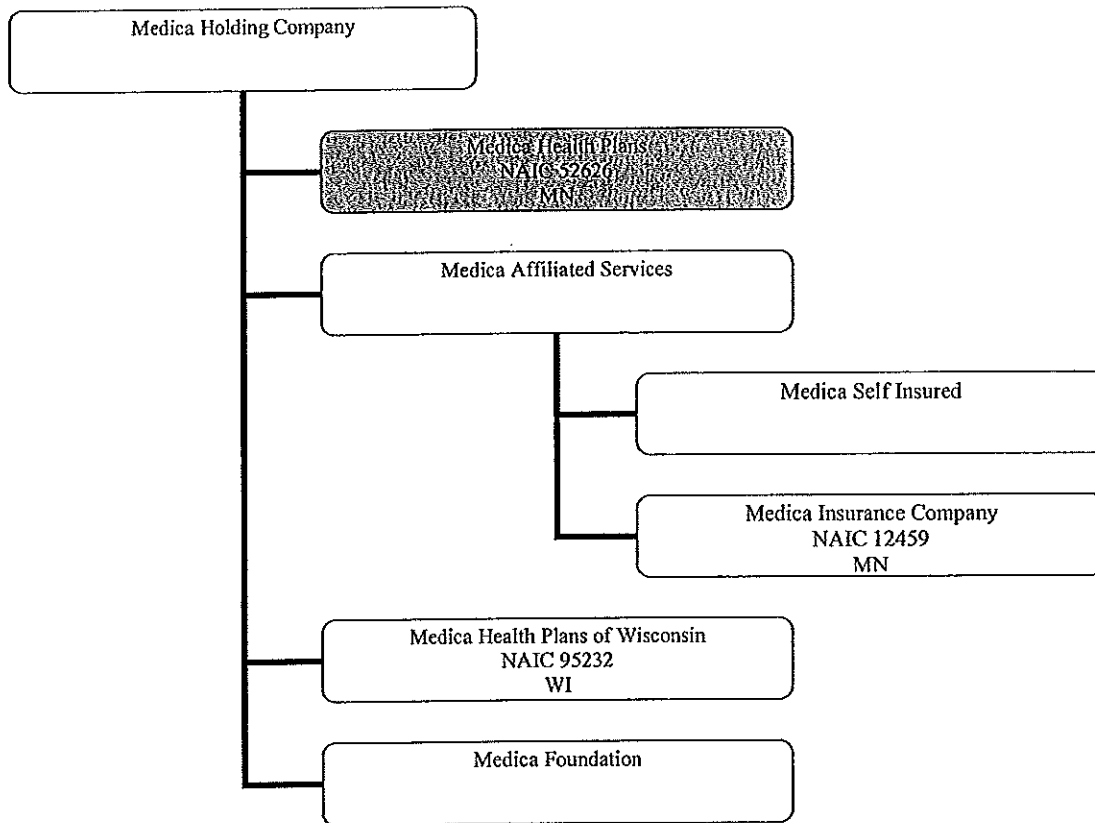 Medica Holding Company
Medica Health Plans
NAIC 52626
MN
Medica Affiliated Services
Medica Self Insured
Medica Insurance Company
NAIC 12459
MN
Medica Health Plans of Wisconsin
NAIC 95232
WI
Medica Foundation